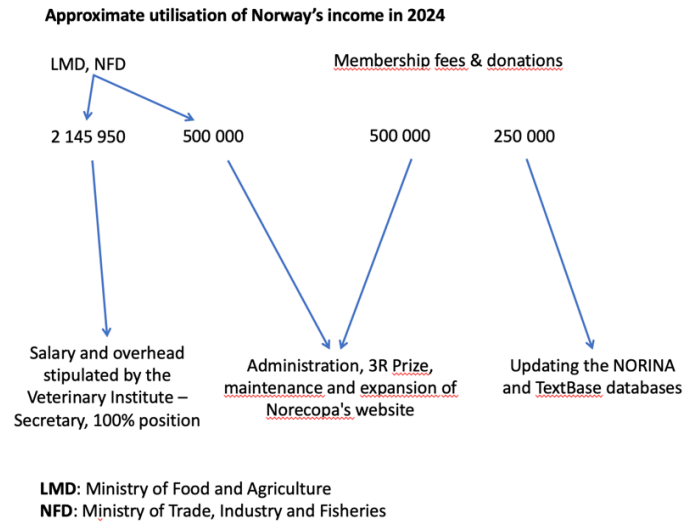 Approximate utilisation of Norway's income in 2024
LMD, NFD
Membership fees & donations
2 145 950
500 000
500 000
250 000
Salary and overhead
stipulated by the
Veterinary Institute –
Secretary, 100% position
Administration, 3R Prize,
maintenance and expansion of
Norecopa's website
Updating the NORINA
and TextBase databases
LMD: Ministry of Food and Agriculture
NFD: Ministry of Trade, Industry and Fisheries